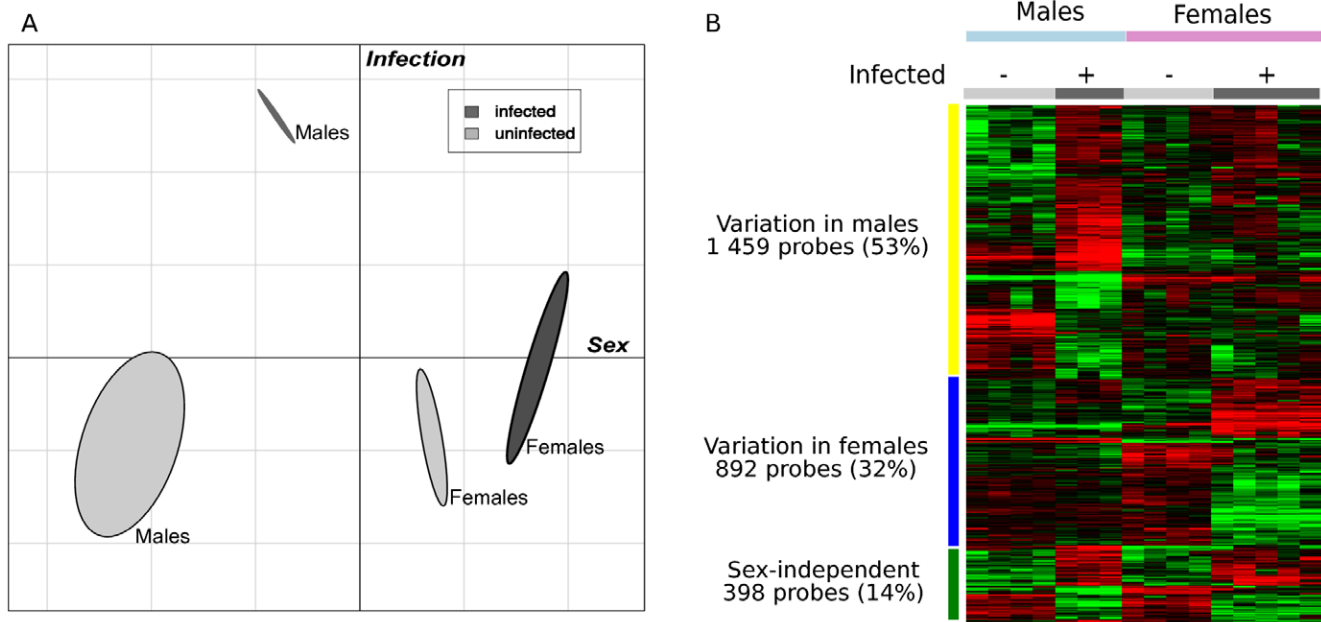 A
Infection
infected
uninfected
Males
Sex
Females
Females
Males
B
Males Females
Infected - + - +
Variation in males
1 459 probes (53%)
Variation in females
892 probes (32%)
Sex-independent
398 probes (14%)